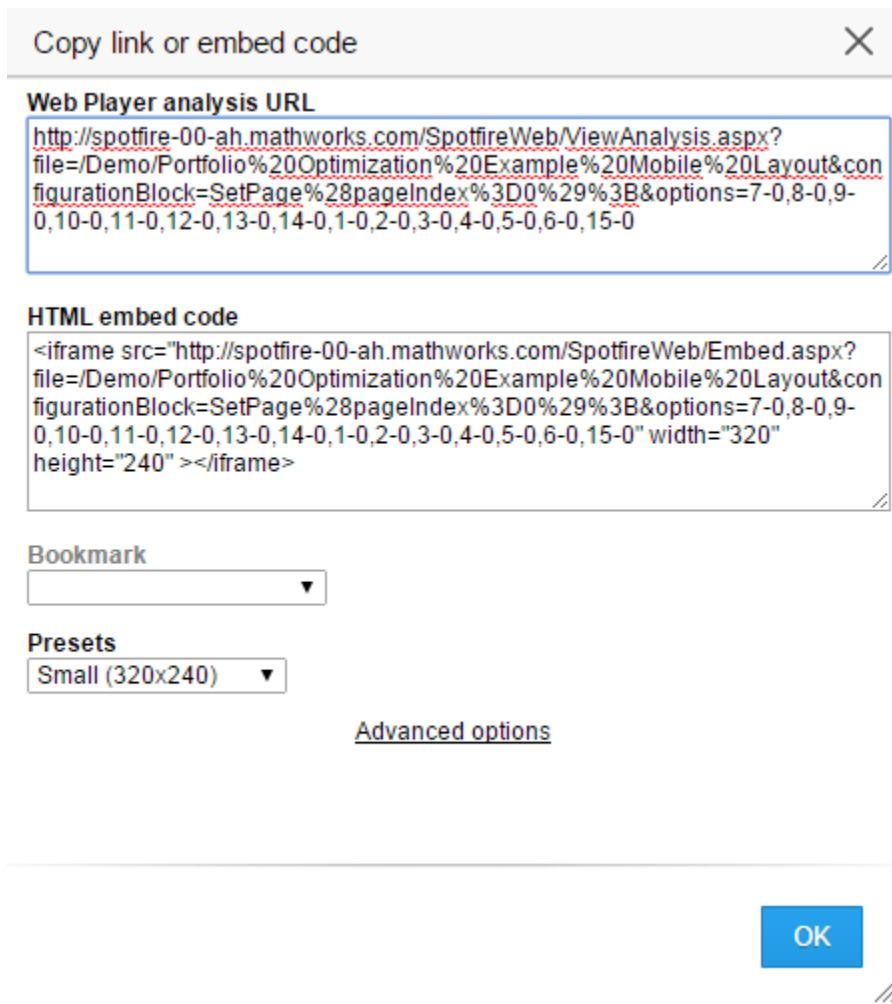 Copy link or embed code
Web Player analysis URL
http://spotfire-00-ah.mathworks.com/SpotfireWeb/ViewAnalysis.aspx?
file=/Demo/Portfolio%20Optimization%20Example%20Mobile%20Layout&con
figurationBlock=SetPage%28pageIndex%3D0%29%3B&options=7-0,8-0,9-
0,10-0,11-0,12-0,13-0,14-0,1-0,2-0,3-0,4-0,5-0,6-0,15-0
HTML embed code
<iframe src="http://spotfire-00-ah.mathworks.com/SpotfireWeb/Embed.aspx?
file=/Demo/Portfolio%20Optimization%20Example%20Mobile%20Layout&con
figurationBlock=SetPage%28pageIndex%3D0%29%3B&options=7-0,8-0,9-
0,10-0,11-0,12-0,13-0,14-0,1-0,2-0,3-0,4-0,5-0,6-0,15-0" width="320"
height="240" ></iframe>
Bookmark
Presets
Small (320x240)
Advanced options
OK